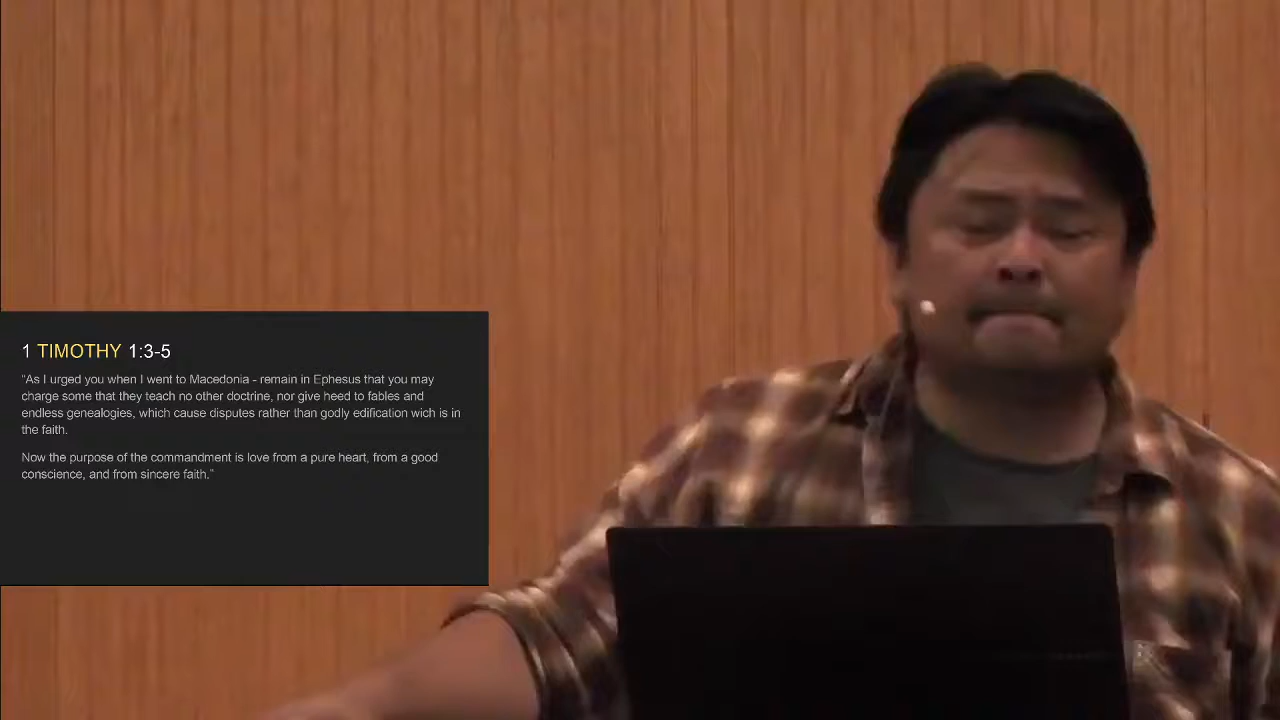 1 TIMOTHY 1:3-5
“As I urged you when I went to Macedonia - remain in Ephesus that you may
charge some that they teach no other doctrine, nor give heed to fables and
endless genealogies, which cause disputes rather than godly edification wich is in
the faith.
Now the purpose of the commandment is love from a pure heart, from a good
conscience, and from sincere faith.”